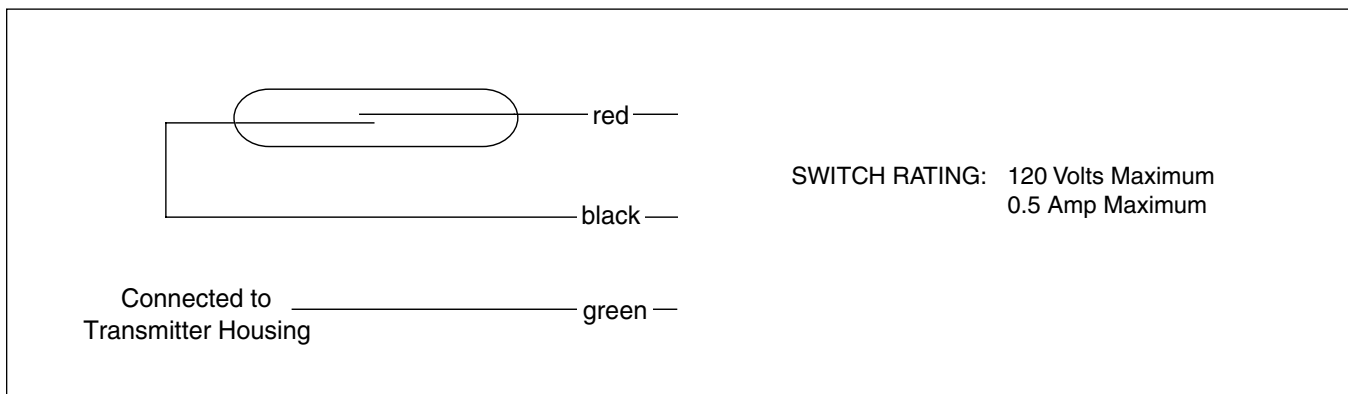 red
SWITCH RATING: 120 Volts Maximum
0.5 Amp Maximum
black
Connected to
Transmitter Housing
green